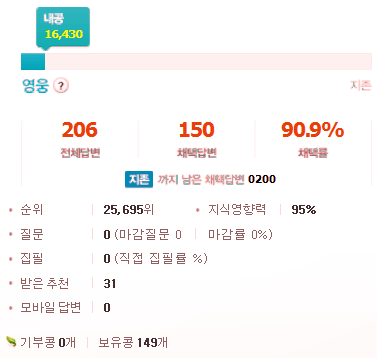 내공
16,430
영웅 ? 지존
206 150 90.9%
전체답변 채택답변 채택률
지존 까지 남은 채택답변 0200
순위 25,695위 지식영향력 95%
질문 0 (마감질문 0 마감률 0%)
집필 0 (직접 집필률 %)
받은 추천 31
모바일 답변 0
기부콩 0개 보유콩 149개